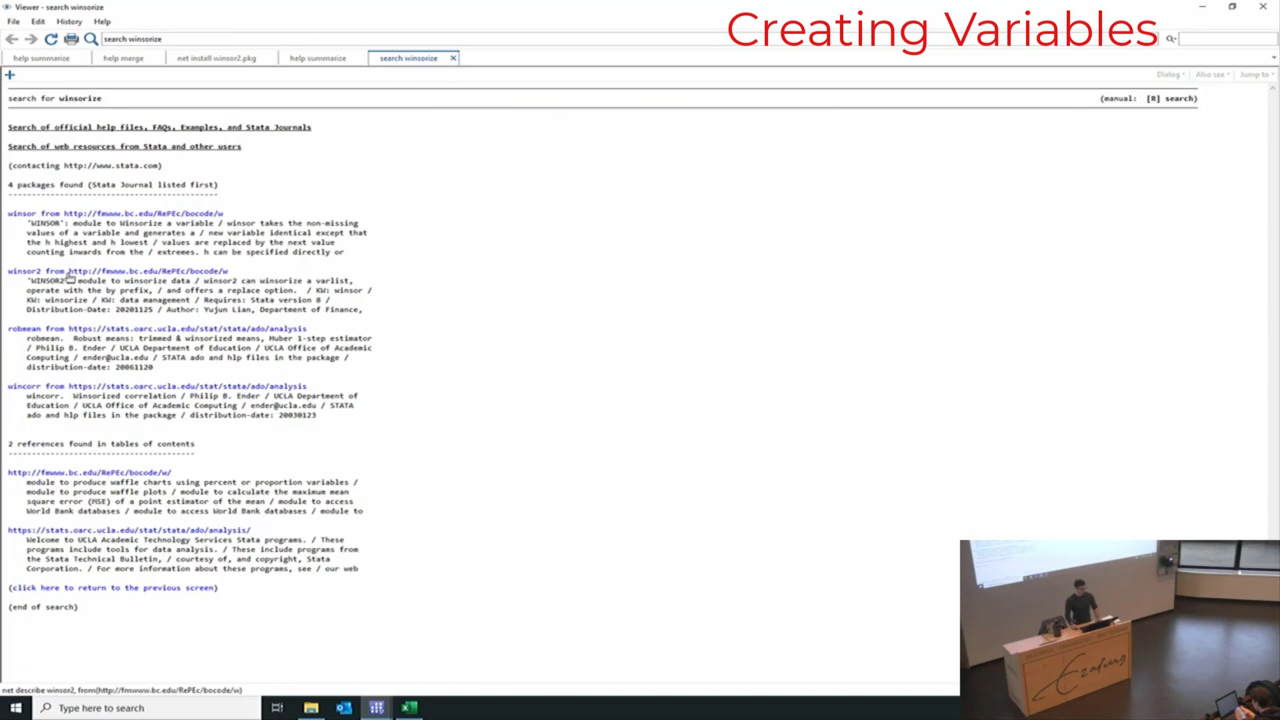 Viewer - search winsorize
File Edit History Help
Creating Variables
search winsorize
help summarize
help merge
net install winsor2.pkg
help summarize
search winsorize
Dialog
Also see
Jump to
search for winsorize
(manual: [R] search)
Search of official help files, FAQs, Examples, and Stata Journals
Search of web resources from Stata and other users
(contacting http://www.stata.com)
4 packages found (Stata Journal listed first)
winsor from http://fmwww.bc.edu/RePEc/bocode/w
'WINSOR': module to Winsorize a variable / winsor takes the non-missing
values of a variable and generates a / new variable identical except that
the h highest and h lowest / values are replaced by the next value
counting inwards from the / extremes. h can be specified directly or
winsor2 from http://fmwww.bc.edu/RePEc/bocode/w
'WINSOR2': module to winsorize data / winsor2 can winsorize a varlist,
operate with the by prefix, / and offers a replace option. / KW: winsor /
KW: winsorize / KW: data management / Requires: Stata version 8 /
Distribution-Date: 20201125 / Author: Yujun Lian, Department of Finance,
robmean from https://stats.oarc.ucla.edu/stat/stata/ado/analysis
robmean. Robust means: trimmed & winsorized means, Huber 1-step estimator
/ Philip B. Ender / UCLA Department of Education / UCLA Office of Academic
Computing / ender@ucla.edu / STATA ado and hlp files in the package /
distribution-date: 20061120
wincorr from https://stats.oarc.ucla.edu/stat/stata/ado/analysis
wincorr. Winsorized correlation / Philip B. Ender / UCLA Department of
Education / UCLA Office of Academic Computing / ender@ucla.edu / STATA
ado and hlp files in the package / distribution-date: 20030123
2 references found in tables of contents
http://fmwww.bc.edu/RePEc/bocode/w/
module to produce waffle charts using percent or proportion variables /
module to produce waffle plots / module to calculate the maximum mean
square error (MSE) of a point estimator of the mean / module to access
World Bank databases / module to access World Bank databases / module to
https://stats.oarc.ucla.edu/stat/stata/ado/analysis/
Welcome to UCLA Academic Technology Services Stata programs. / These
programs include tools for data analysis. / These include programs from
the Stata Technical Bulletin, / courtesy of, and copyright, Stata
Corporation. / For more information about these programs, see / our web
(click here to return to the previous screen)
(end of search)
net describe winsor2, from(http://fmwww.bc.edu/RePEc/bocode/w)
Type here to search
Erasmus